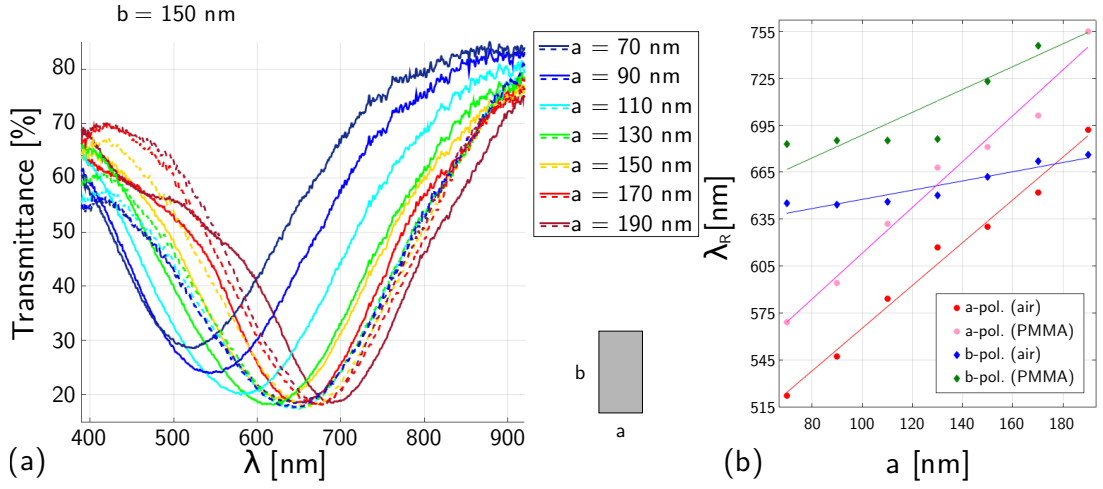 b = 150 nm
Transmittance [%]
80
70
60
50
40
30
20
400
500
600
700
800
900
λ [nm]
(a)
a = 70 nm
a = 90 nm
a = 110 nm
a = 130 nm
a = 150 nm
a = 170 nm
a = 190 nm
b
a
λR [nm]
755
725
695
665
635
605
575
545
515
80
100
120
140
160
180
a [nm]
(b)
a-pol. (air)
a-pol. (PMMA)
b-pol. (air)
b-pol. (PMMA)